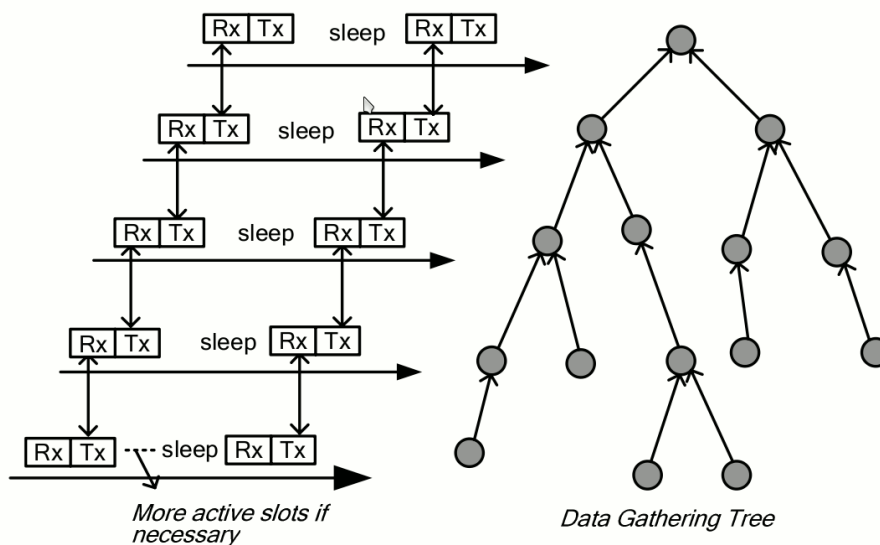 Rx Tx sleep Rx Tx
Rx Tx sleep Rx Tx
Rx Tx sleep Rx Tx
Rx Tx sleep Rx Tx
Rx Tx sleep Rx Tx
More active slots if
necessary
Data Gathering Tree